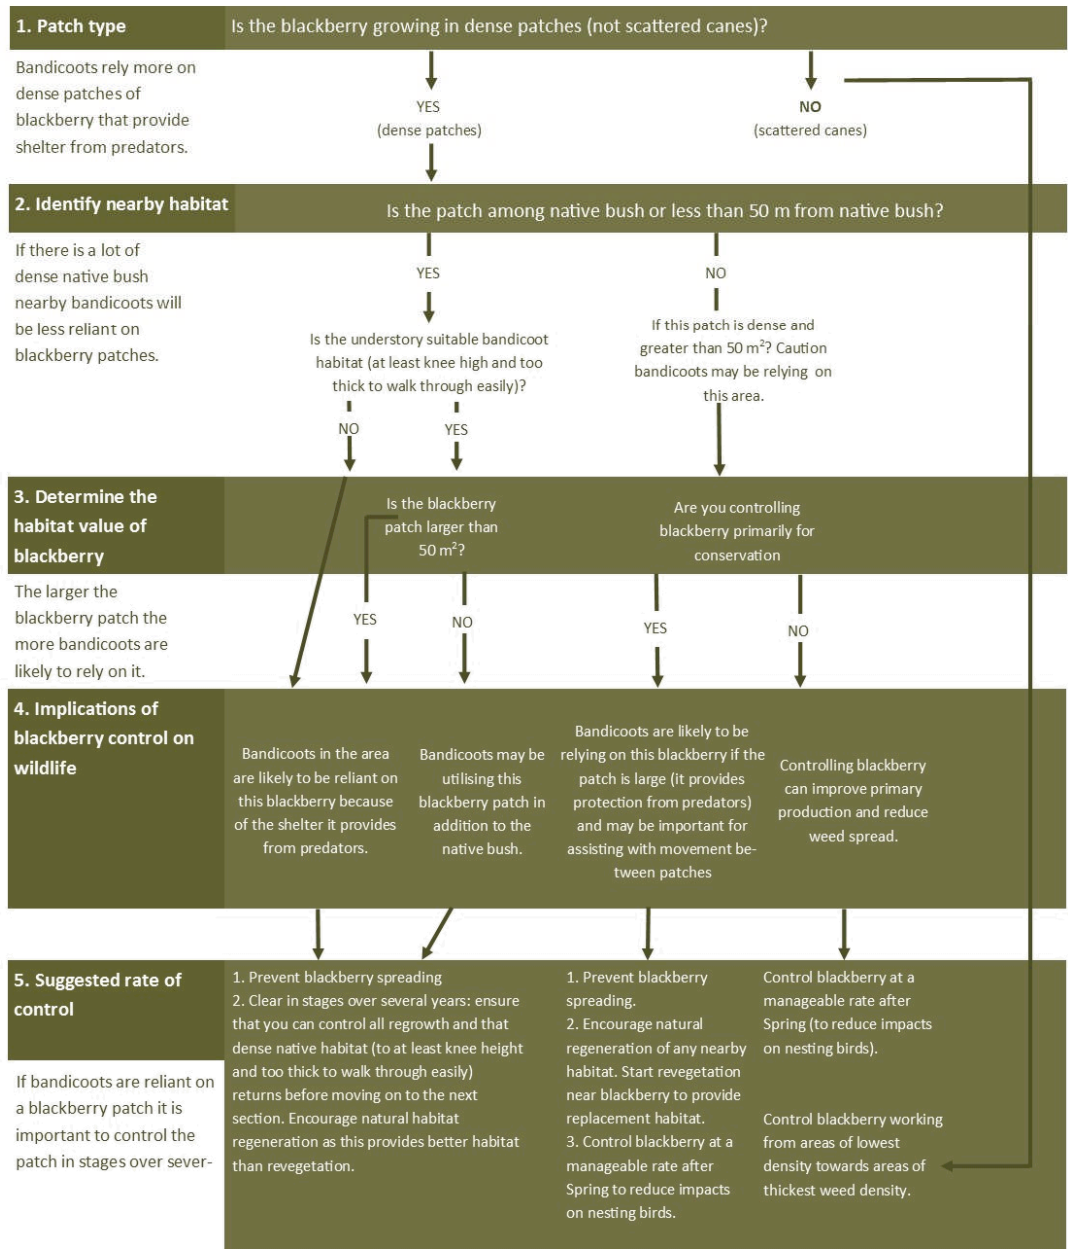 1. Patch type
Is the blackberry growing in dense patches (not scattered canes)?
Bandicoots rely more on
dense patches of
blackberry that provide
shelter from predators.
YES
(dense patches)
NO
(scattered canes)
2. Identify nearby habitat
Is the patch among native bush or less than 50 m from native bush?
If there is a lot of
dense native bush
nearby bandicoots will
be less reliant on
blackberry patches.
YES
Is the understory suitable bandicoot
habitat (at least knee high and too
thick to walk through easily)?
NO
YES
NO
If this patch is dense and
greater than 50 m²? Caution
bandicoots may be relying on
this area.
3. Determine the
habitat value of
blackberry
Is the blackberry
patch larger than
50 m²?
Are you controlling
blackberry primarily for
conservation
The larger the
blackberry patch the
more bandicoots are
likely to rely on it.
YES
NO
YES
NO
4. Implications of
blackberry control on
wildlife
Bandicoots in the area
are likely to be reliant on
this blackberry because
of the shelter it provides
from predators.
Bandicoots may be
utilising this
blackberry patch in
addition to the
native bush.
Bandicoots are likely to be
relying on this blackberry if the
patch is large (it provides
protection from predators)
and may be important for
assisting with movement be-
tween patches
Controlling blackberry
can improve primary
production and reduce
weed spread.
5. Suggested rate of
control
If bandicoots are reliant on
a blackberry patch it is
important to control the
patch in stages over sever-
1. Prevent blackberry spreading
2. Clear in stages over several years: ensure
that you can control all regrowth and that
dense native habitat (to at least knee height
and too thick to walk through easily)
returns before moving on to the next
section. Encourage natural habitat
regeneration as this provides better habitat
than revegetation.
1. Prevent blackberry
spreading.
2. Encourage natural
regeneration of any nearby
habitat. Start revegetation
near blackberry to provide
replacement habitat.
3. Control blackberry at a
manageable rate after
Spring to reduce impacts
on nesting birds.
Control blackberry at a
manageable rate after
Spring (to reduce impacts
on nesting birds).
Control blackberry working
from areas of lowest
density towards areas of
thickest weed density.